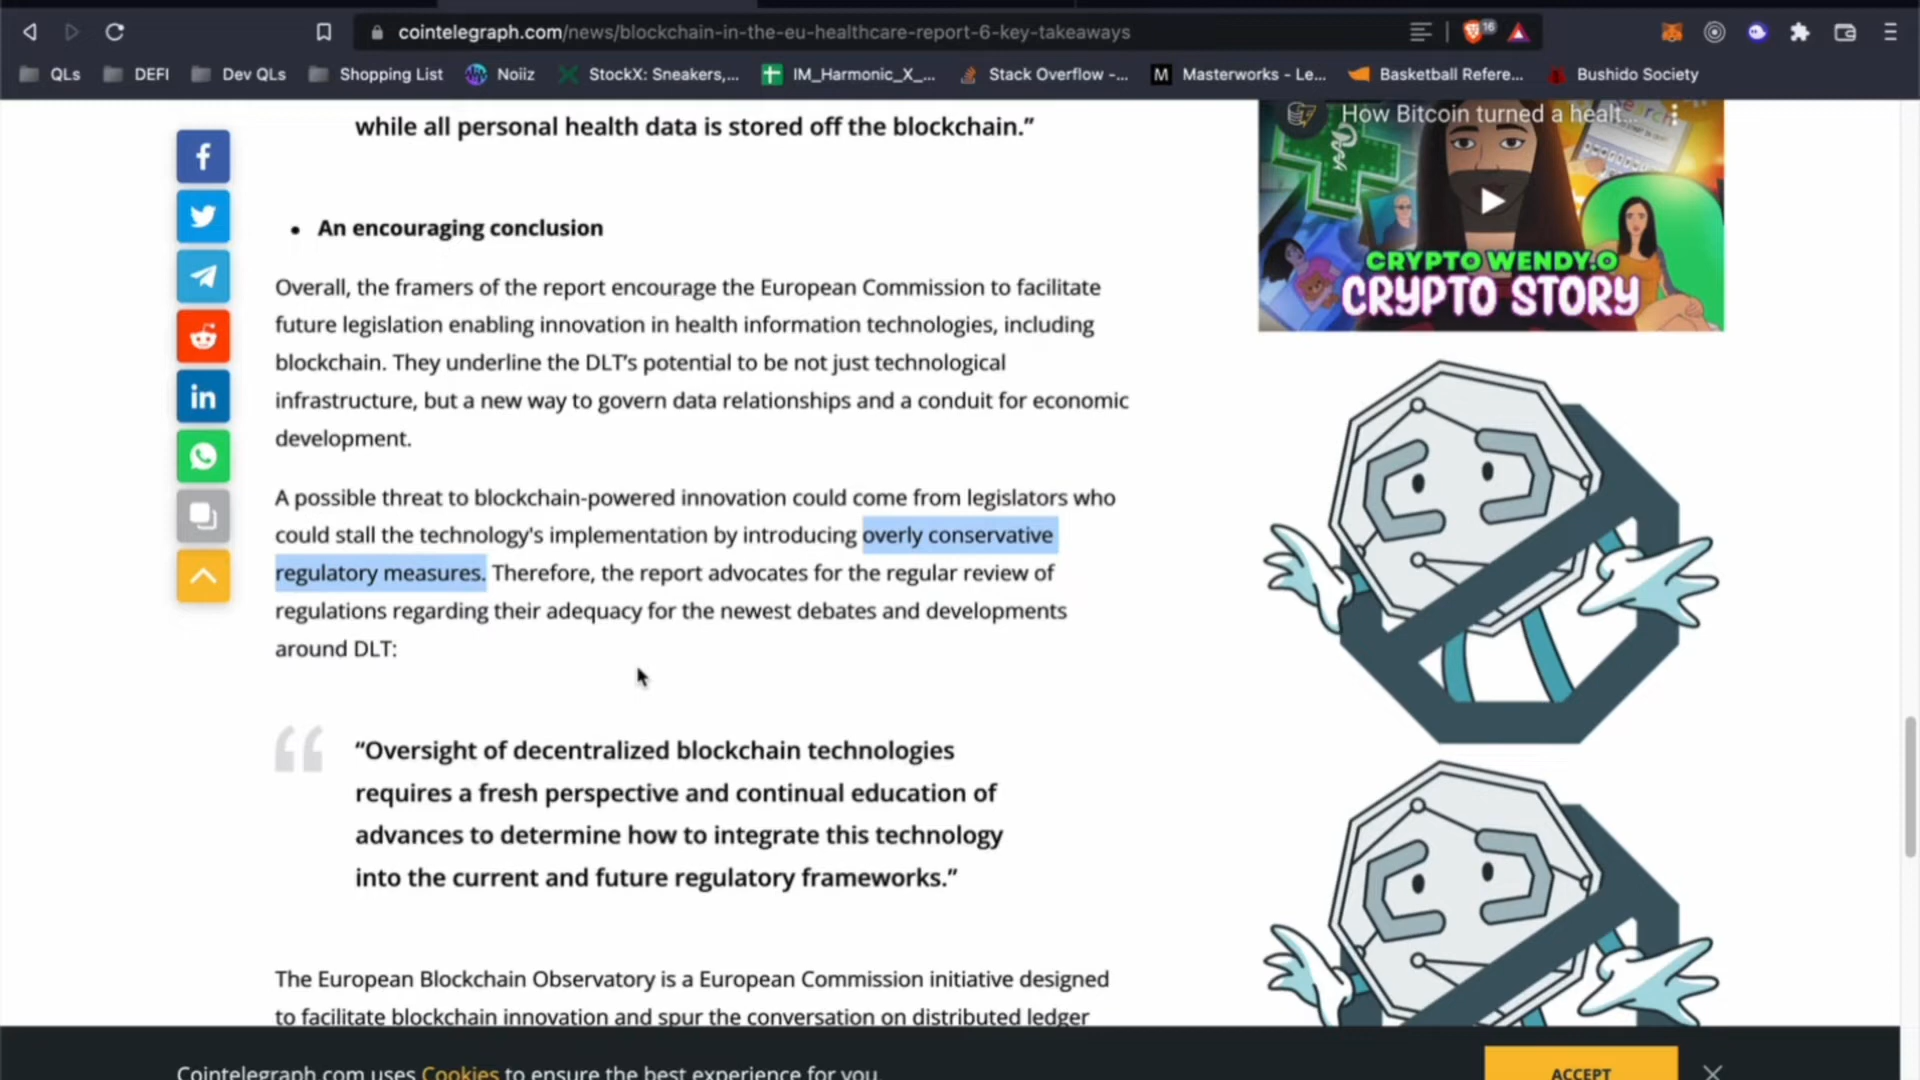 cointelegraph.com/news/blockchain-in-the-eu-healthcare-report-6-key-takeaways
16
QLs
DEFI
Dev QLs
Shopping List
Noiiz
StockX: Sneakers,...
IM_Harmonic_X_...
Stack Overflow -...
M
Masterworks - Le...
Basketball Refere...
Bushido Society
while all personal health data is stored off the blockchain.”
How Bitcoin turned a healt...
CRYPTO WENDY.O
CRYPTO STORY
• An encouraging conclusion
Overall, the framers of the report encourage the European Commission to facilitate
future legislation enabling innovation in health information technologies, including
blockchain. They underline the DLT’s potential to be not just technological
infrastructure, but a new way to govern data relationships and a conduit for economic
development.
A possible threat to blockchain-powered innovation could come from legislators who
could stall the technology's implementation by introducing overly conservative
regulatory measures. Therefore, the report advocates for the regular review of
regulations regarding their adequacy for the newest debates and developments
around DLT:
“Oversight of decentralized blockchain technologies
requires a fresh perspective and continual education of
advances to determine how to integrate this technology
into the current and future regulatory frameworks.”
The European Blockchain Observatory is a European Commission initiative designed
to facilitate blockchain innovation and spur the conversation on distributed ledger
Cointelegraph.com uses Cookies to ensure the best experience for you
ACCEPT